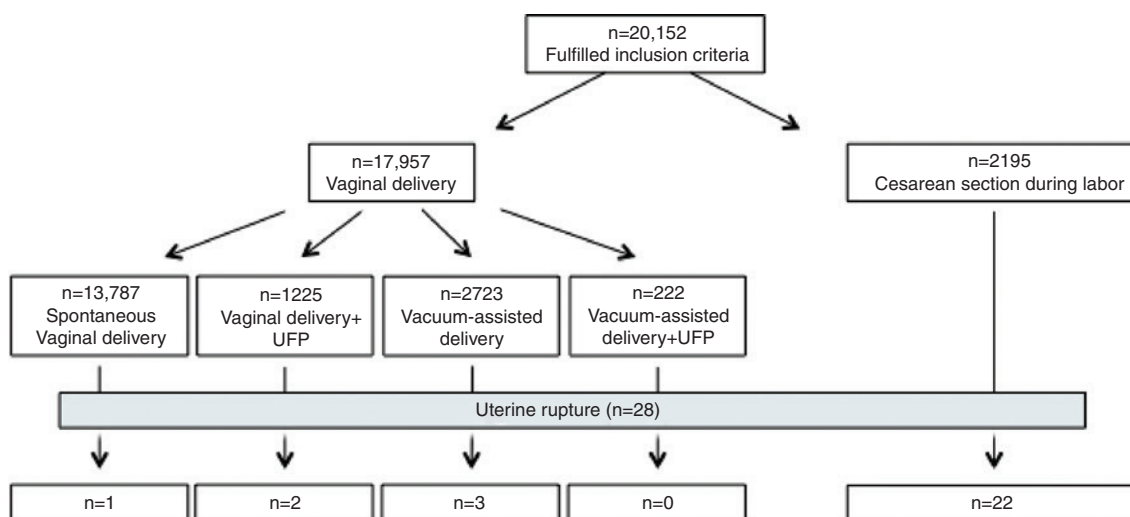 n=20,152
Fulfilled inclusion criteria
n=17,957
Vaginal delivery
n=2195
Cesarean section during labor
n=13,787
Spontaneous
Vaginal delivery
n=1225
Vaginal delivery+
UFP
n=2723
Vacuum-assisted
delivery
n=222
Vacuum-assisted
delivery+UFP
Uterine rupture (n=28)
n=1
n=2
n=3
n=0
n=22